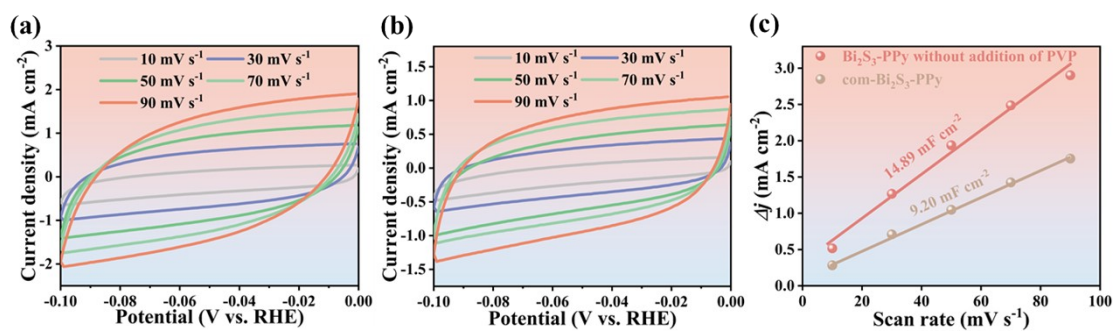 (a)
Current density (mA cm⁻²)
3
2
1
0
-1
-2
10 mV s⁻¹ 30 mV s⁻¹
50 mV s⁻¹ 70 mV s⁻¹
90 mV s⁻¹
-0.10 -0.08 -0.06 -0.04 -0.02 0.00
Potential (V vs. RHE)
(b)
Current density (mA cm⁻²)
1.5
1.0
0.5
0.0
-0.5
-1.0
-1.5
10 mV s⁻¹ 30 mV s⁻¹
50 mV s⁻¹ 70 mV s⁻¹
90 mV s⁻¹
-0.10 -0.08 -0.06 -0.04 -0.02 0.00
Potential (V vs. RHE)
(c)
Δj (mA cm⁻²)
3.0
2.5
2.0
1.5
1.0
0.5
0.0
Bi₂S₃-PPy without addition of PVP
com-Bi₂S₃-PPy
14.89 mF cm⁻²
9.20 mF cm⁻²
0 20 40 60 80 100
Scan rate (mV s⁻¹)